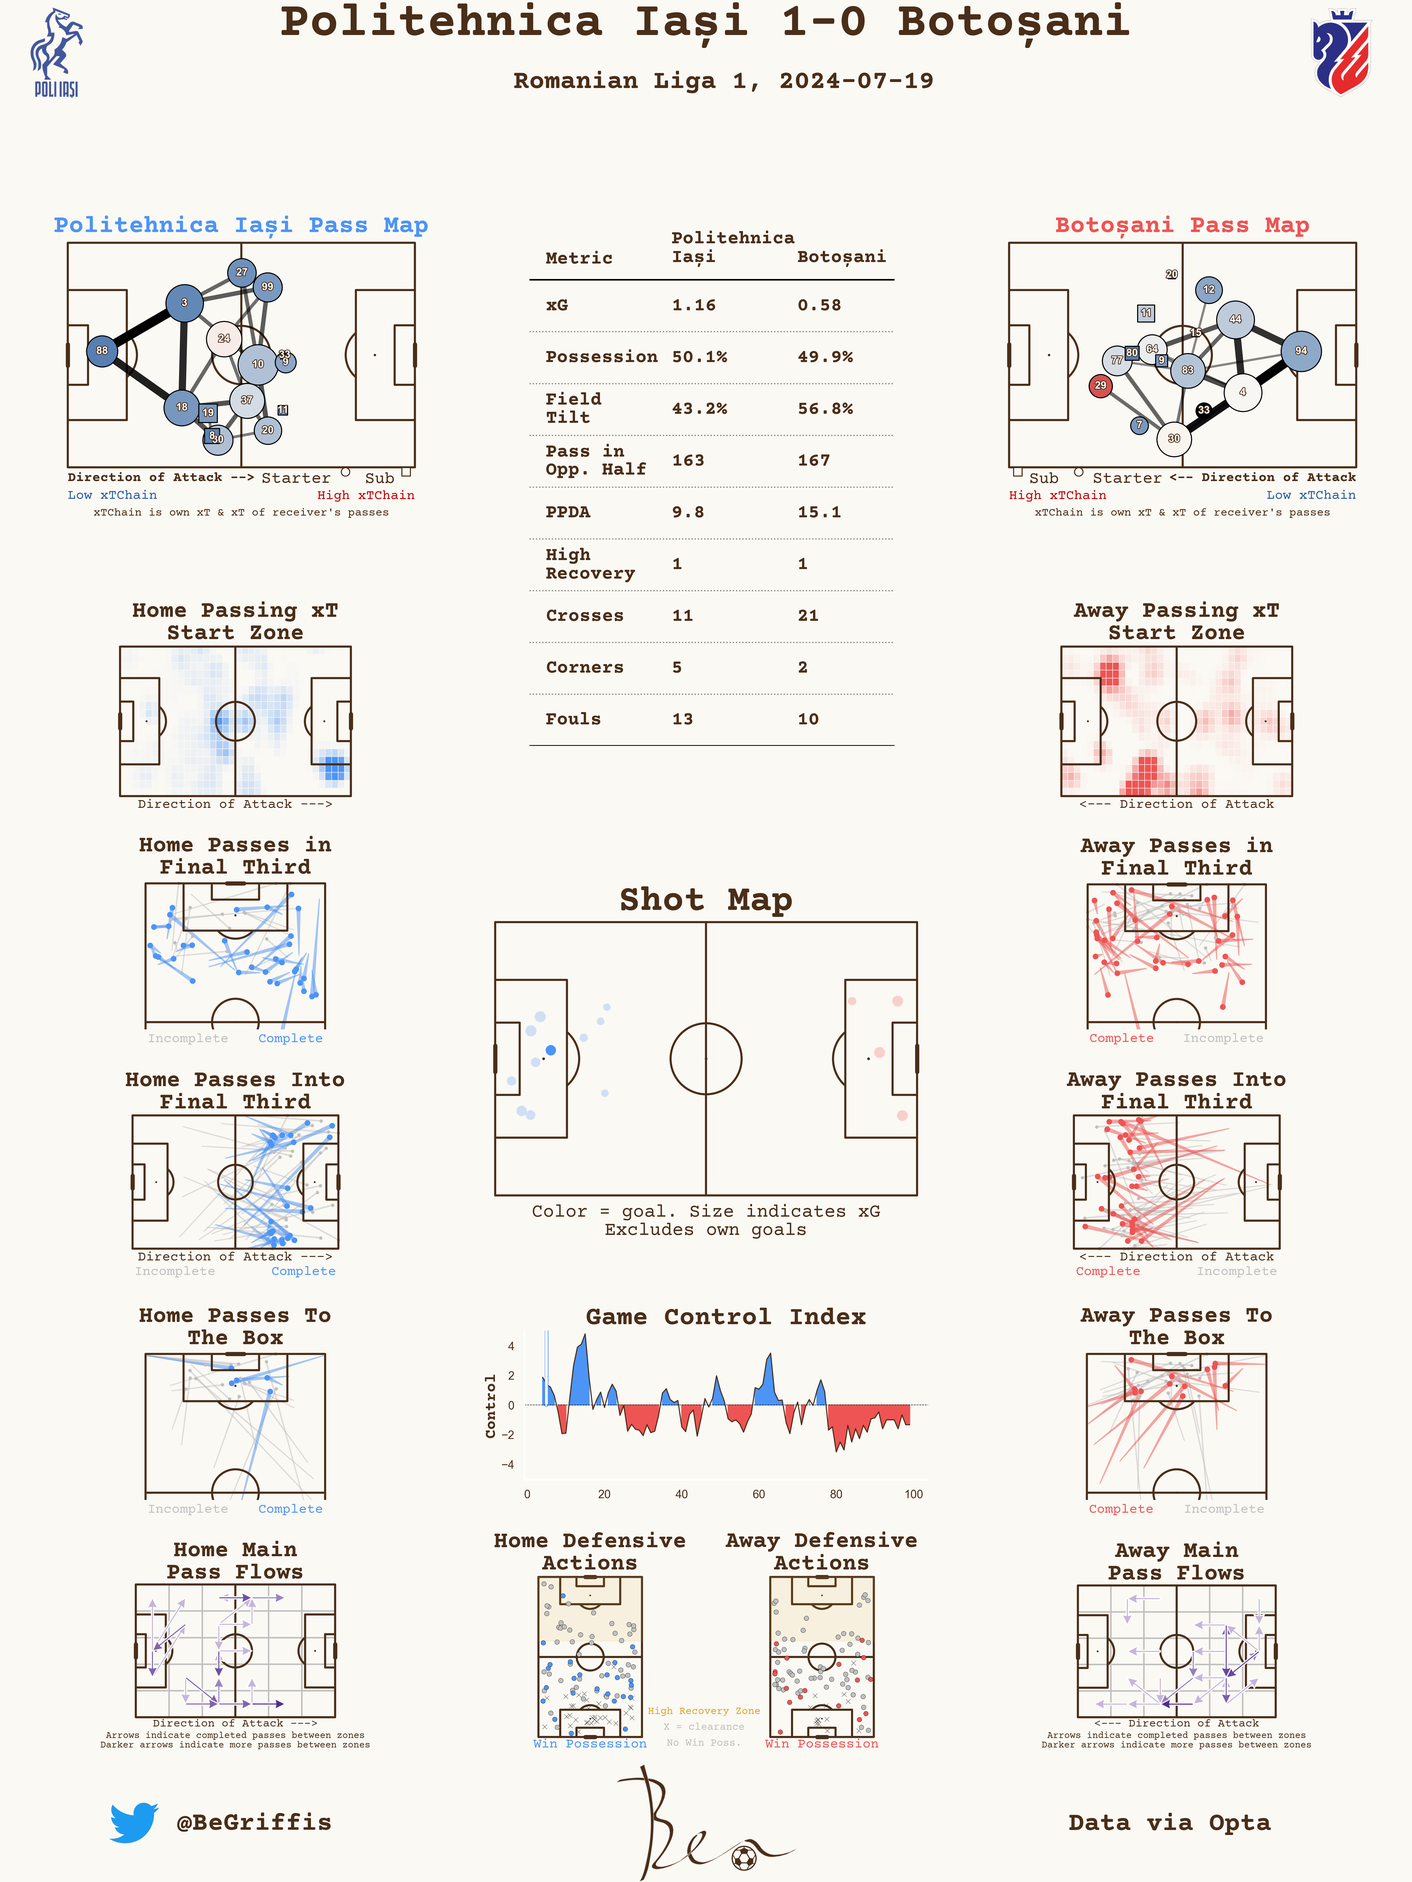 Politehnica Iași 1-0 Botoșani
Romanian Liga 1, 2024-07-19
POLI IAȘI
Politehnica Iași Pass Map
27
99
3
24
88
33
9
10
18
19
37
11
8
30
20
Direction of Attack --> Starter Sub
Low xTChain High xTChain
xTChain is own xT & xT of receiver's passes
Metric Politehnica Iași Botoșani
xG 1.16 0.58
Possession 50.1% 49.9%
Field Tilt 43.2% 56.8%
Pass in Opp. Half 163 167
PPDA 9.8 15.1
High Recovery 1 1
Crosses 11 21
Corners 5 2
Fouls 13 10
Botoșani Pass Map
20
12
11
44
15
64
80
77
9
94
83
29
4
33
7
30
Sub Starter <-- Direction of Attack
High xTChain Low xTChain
xTChain is own xT & xT of receiver's passes
Home Passing xT
Start Zone
Direction of Attack --->
Away Passing xT
Start Zone
<--- Direction of Attack
Home Passes in
Final Third
Incomplete Complete
Away Passes in
Final Third
Complete Incomplete
Shot Map
Color = goal. Size indicates xG
Excludes own goals
Home Passes Into
Final Third
Direction of Attack --->
Incomplete Complete
Away Passes Into
Final Third
<--- Direction of Attack
Complete Incomplete
Home Passes To
The Box
Incomplete Complete
Game Control Index
Control
4
2
0
−2
−4
0 20 40 60 80 100
Away Passes To
The Box
Complete Incomplete
Home Main
Pass Flows
Direction of Attack --->
Arrows indicate completed passes between zones
Darker arrows indicate more passes between zones
Home Defensive
Actions
Win Possession
High Recovery Zone
X = clearance
No Win Poss.
Away Defensive
Actions
Win Possession
Away Main
Pass Flows
<--- Direction of Attack
Arrows indicate completed passes between zones
Darker arrows indicate more passes between zones
@BeGriffis
Ben
Data via Opta